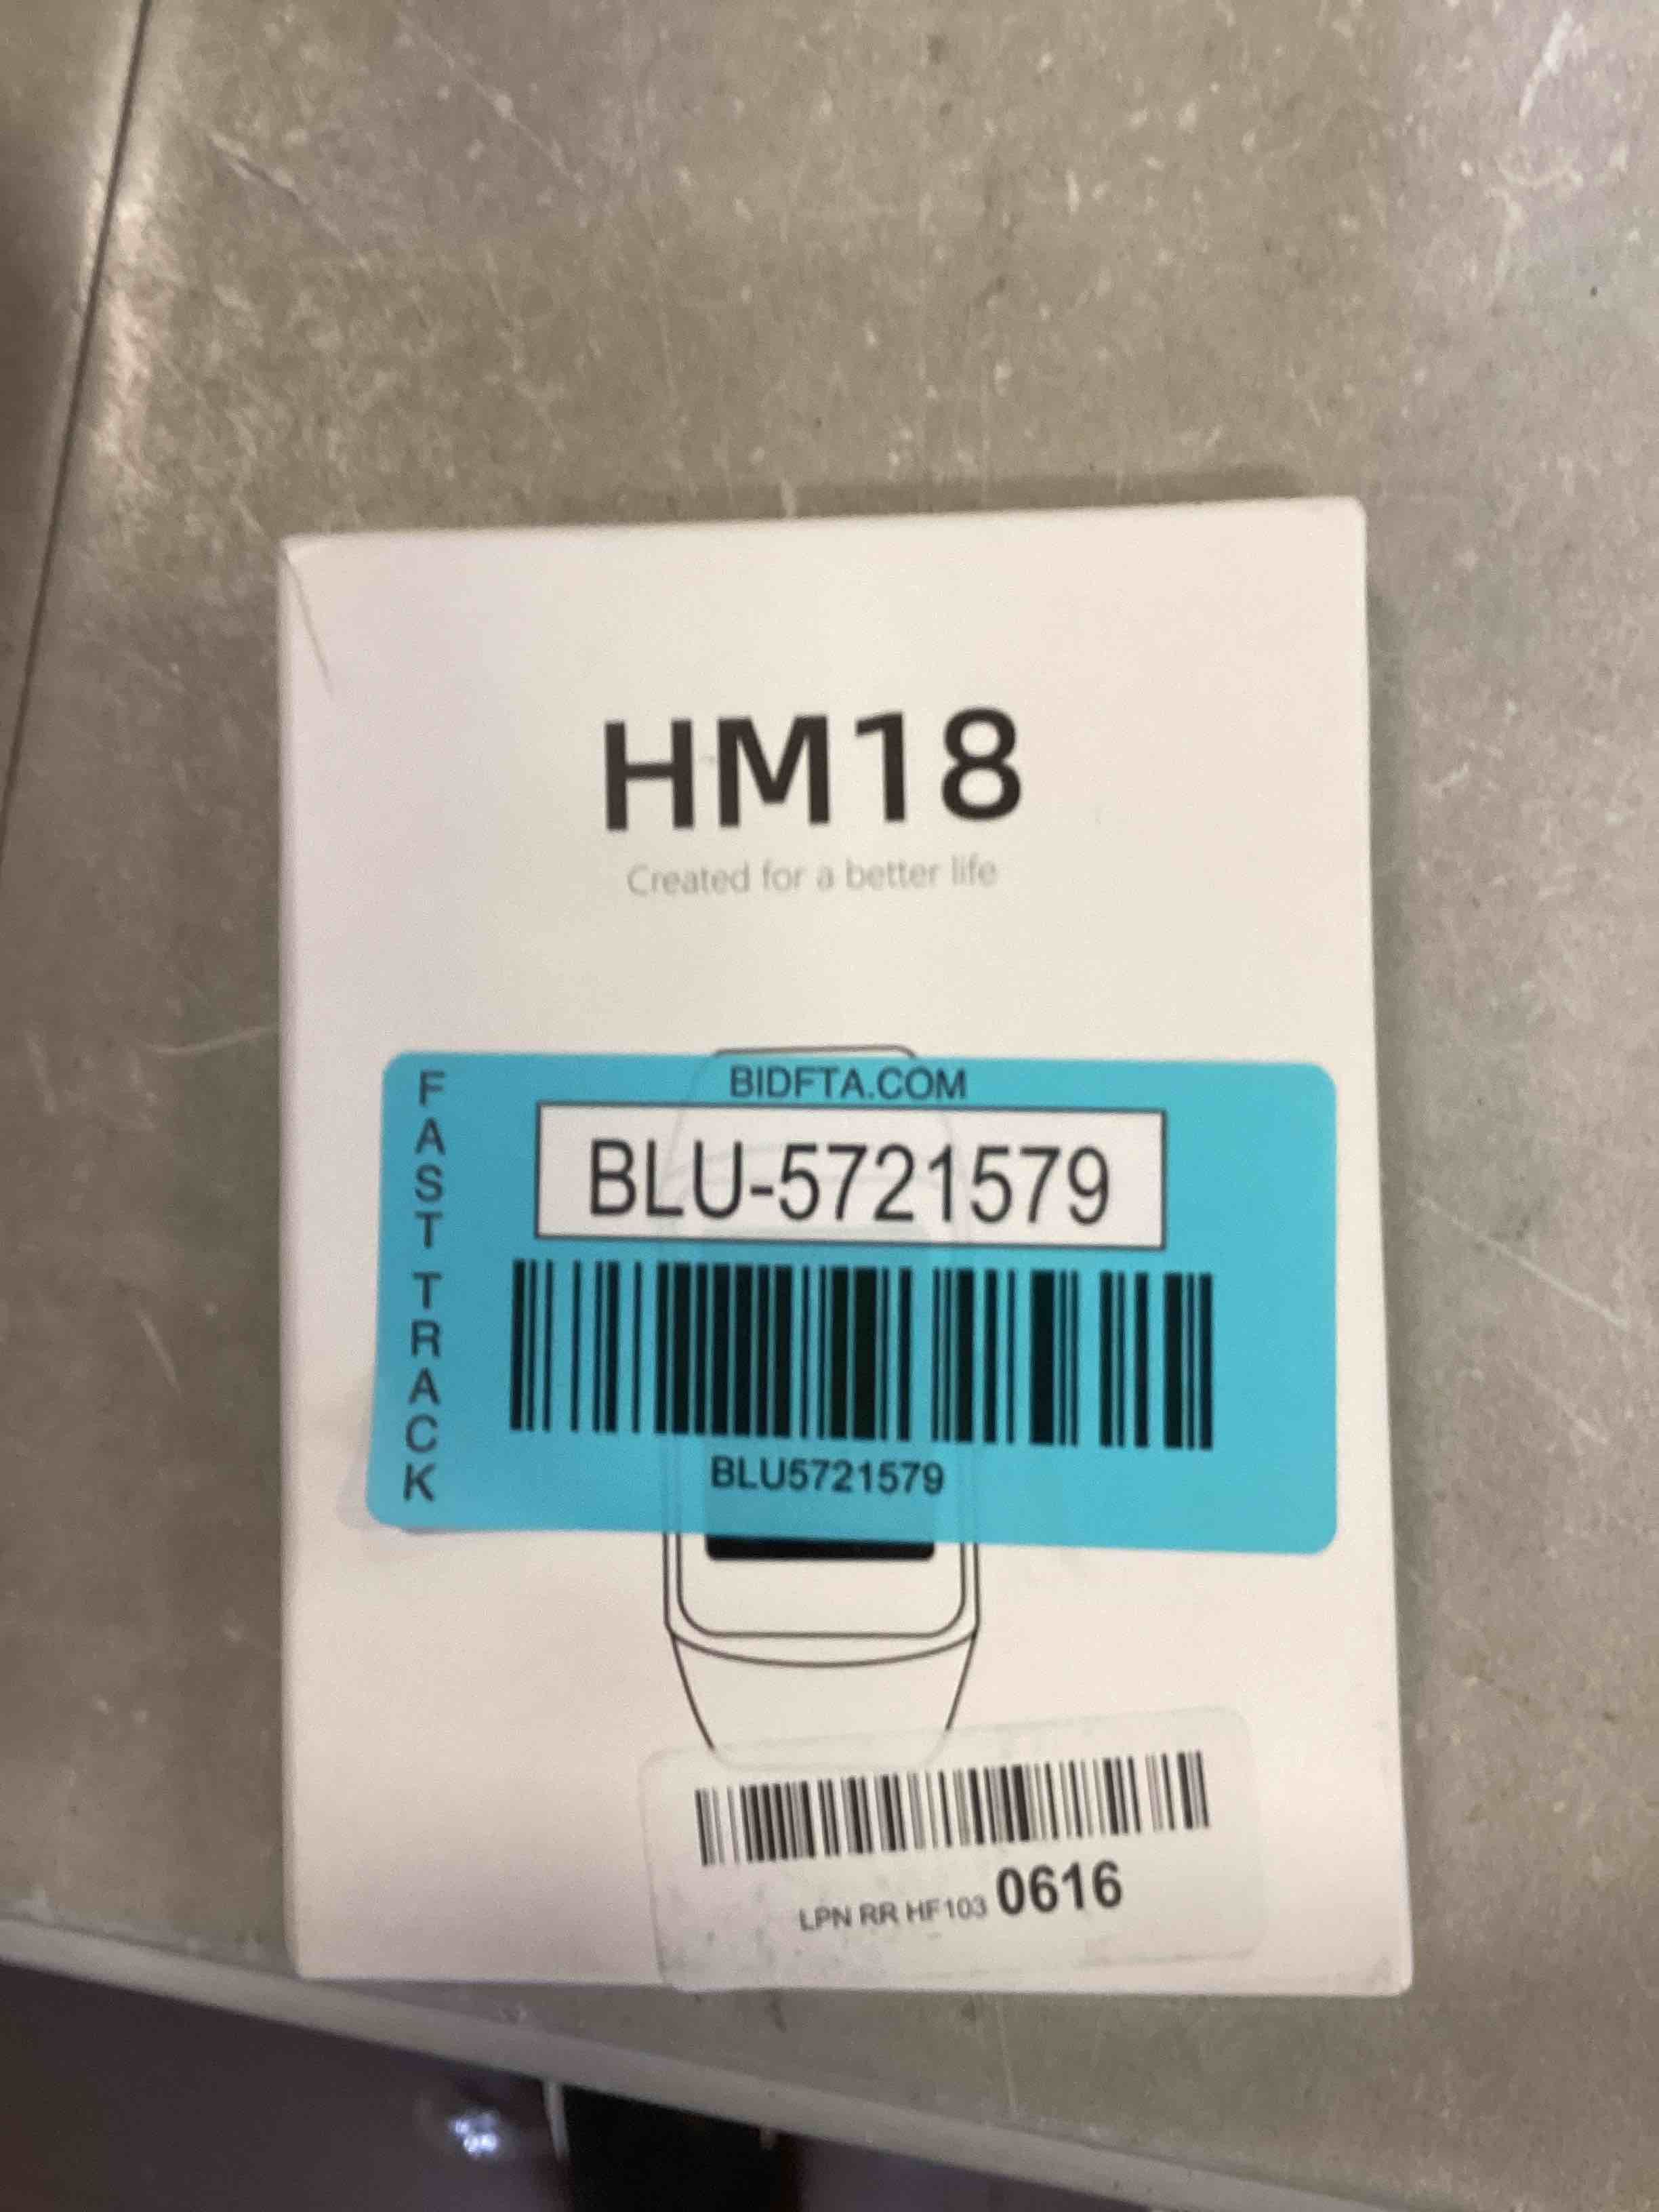 HM18
Created for a better life
BIDFTA.COM
FAST TRACK
BLU-5721579
BLU5721579
LPN RR HF103 0616